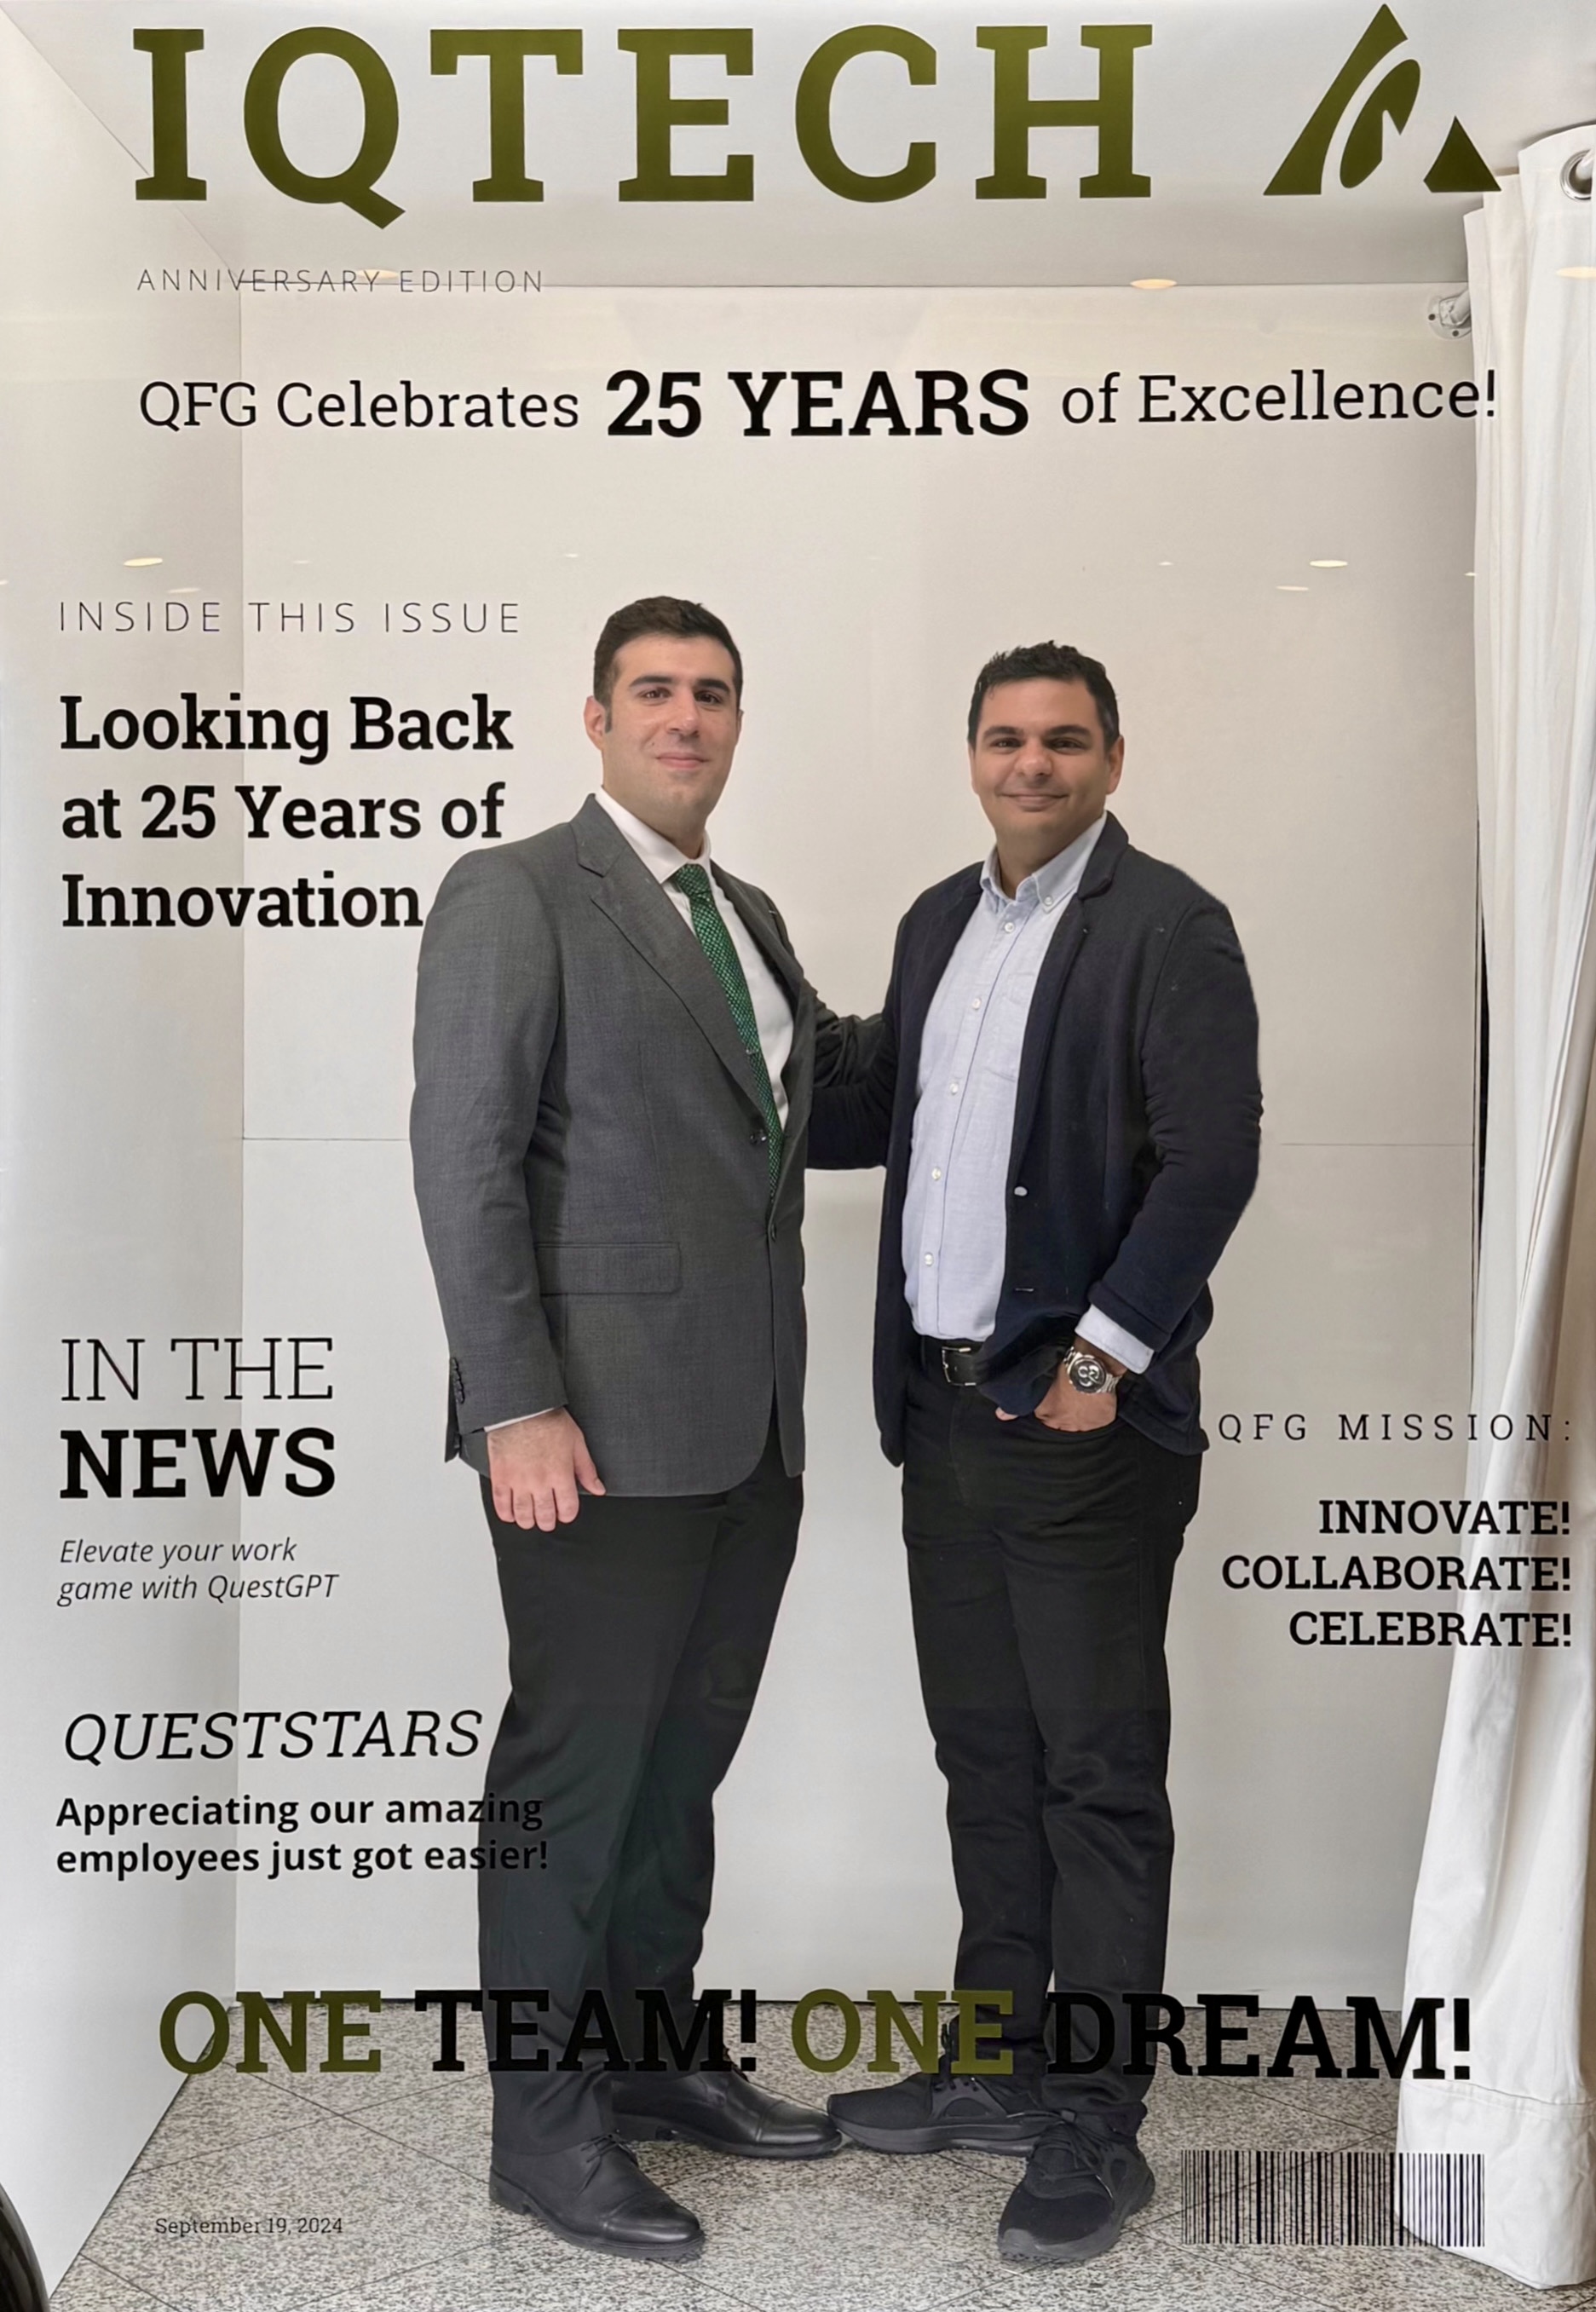 IQTECH
ANNIVERSARY EDITION
QFG Celebrates 25 YEARS of Excellence!
INSIDE THIS ISSUE
Looking Back
at 25 Years of
Innovation
IN THE
NEWS
Elevate your work
game with QuestGPT
QFG MISSION:
INNOVATE!
COLLABORATE!
CELEBRATE!
QUESTSTARS
Appreciating our amazing
employees just got easier!
ONE TEAM! ONE DREAM!
September 19, 2024